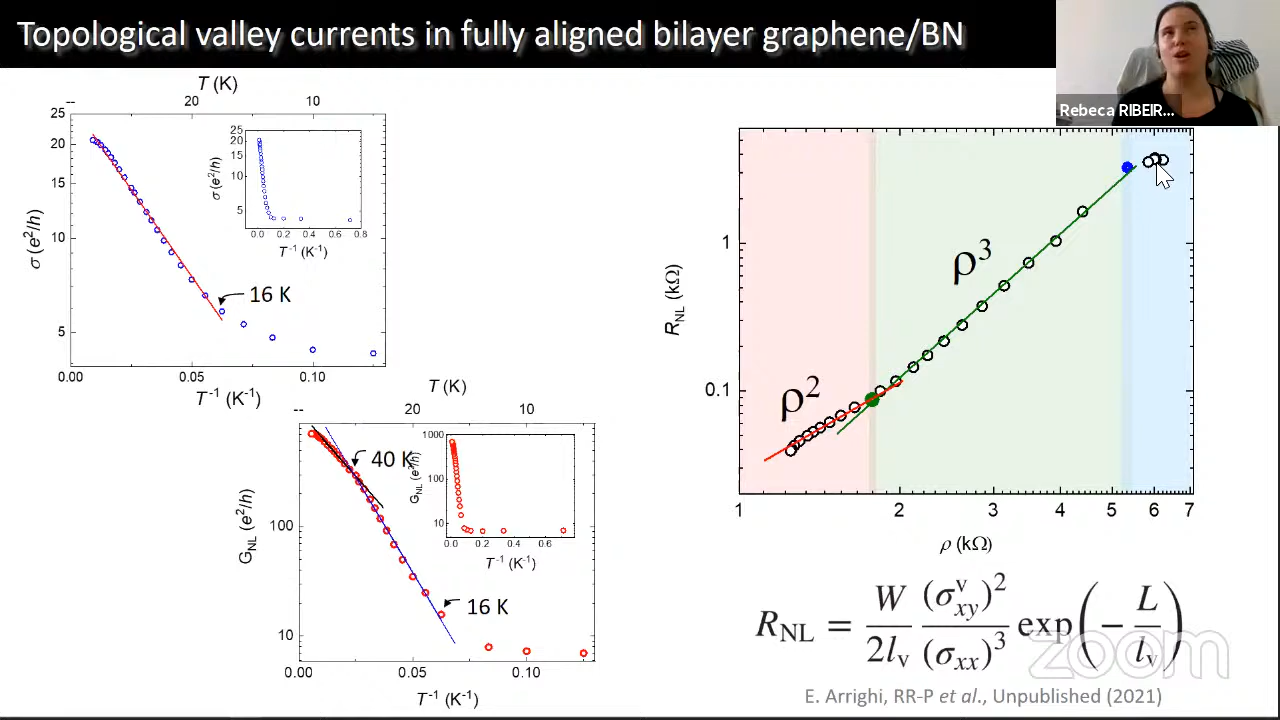 Topological valley currents in fully aligned bilayer graphene/BN
Rebeca RIBEIR...
T (K)
-- 20 10
25
20
15
10
5
σ (e²/h)
16 K
0.00 0.05 0.10
T⁻¹ (K⁻¹)
25
20
15
10
5
σ (e²/h)
0.0 0.2 0.4 0.6 0.8
T⁻¹ (K⁻¹)
T (K)
-- 20 10
100
10
G_NL (e²/h)
40 K
16 K
0.00 0.05 0.10
T⁻¹ (K⁻¹)
1000
100
10
G_NL (e²/h)
0.0 0.2 0.4 0.6
T⁻¹ (K⁻¹)
1
0.1
R_NL (kΩ)
ρ³
ρ²
1 2 3 4 5 6 7
ρ (kΩ)
R_NL = W/2l_v (σ_xy^v)²/(σ_xx)³ exp(−L/l_v)
zoom
E. Arrighi, RR-P et al., Unpublished (2021)